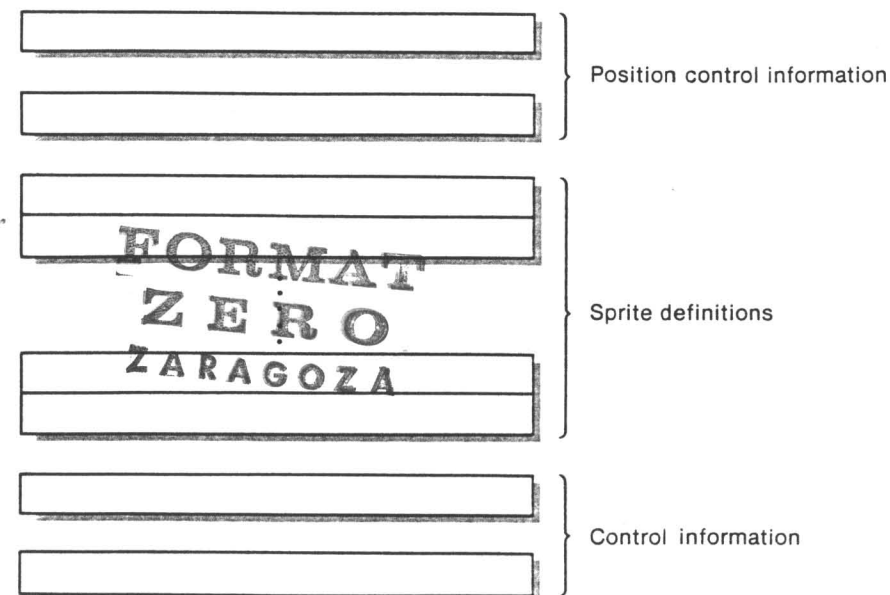 Position control information
FORMAT
ZERO
ZARAGOZA
Sprite definitions
Control information